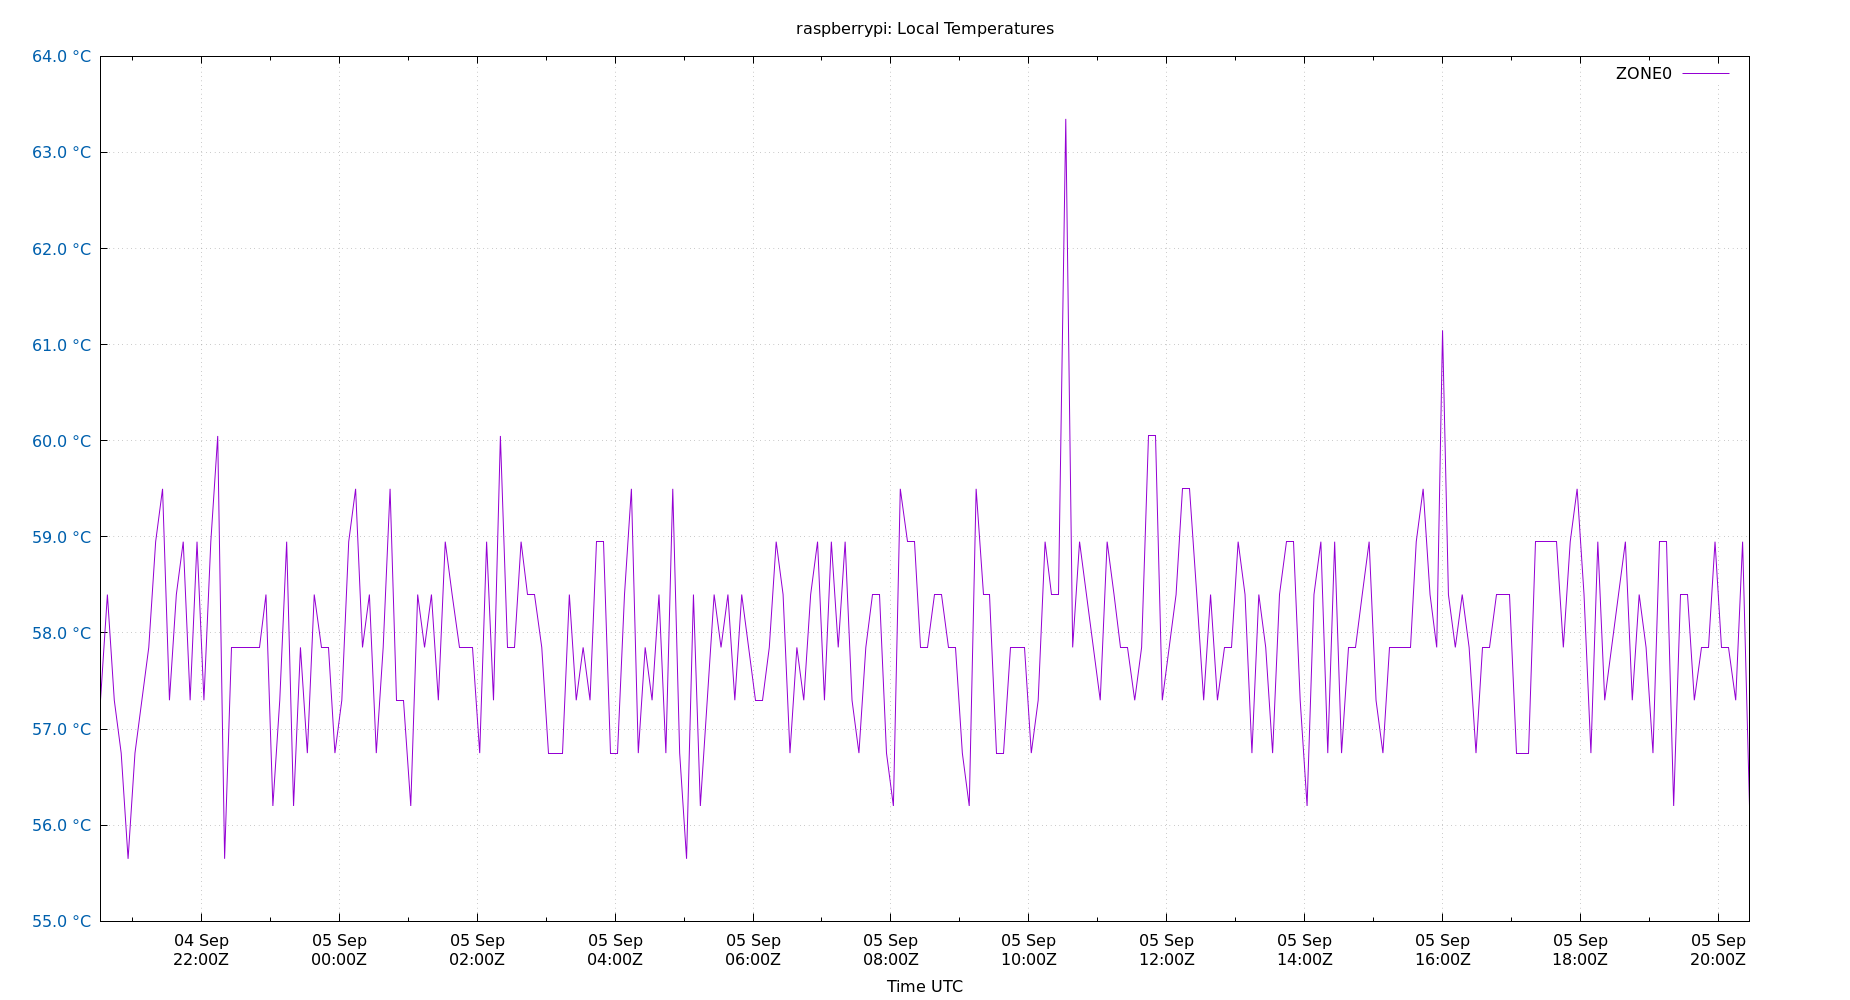 raspberrypi: Local Temperatures
64.0 °C
ZONE0
63.0 °C
62.0 °C
61.0 °C
60.0 °C
59.0 °C
58.0 °C
57.0 °C
56.0 °C
55.0 °C
04 Sep 05 Sep 05 Sep 05 Sep 05 Sep 05 Sep 05 Sep 05 Sep 05 Sep 05 Sep 05 Sep 05 Sep
22:00Z 00:00Z 02:00Z 04:00Z 06:00Z 08:00Z 10:00Z 12:00Z 14:00Z 16:00Z 18:00Z 20:00Z
Time UTC